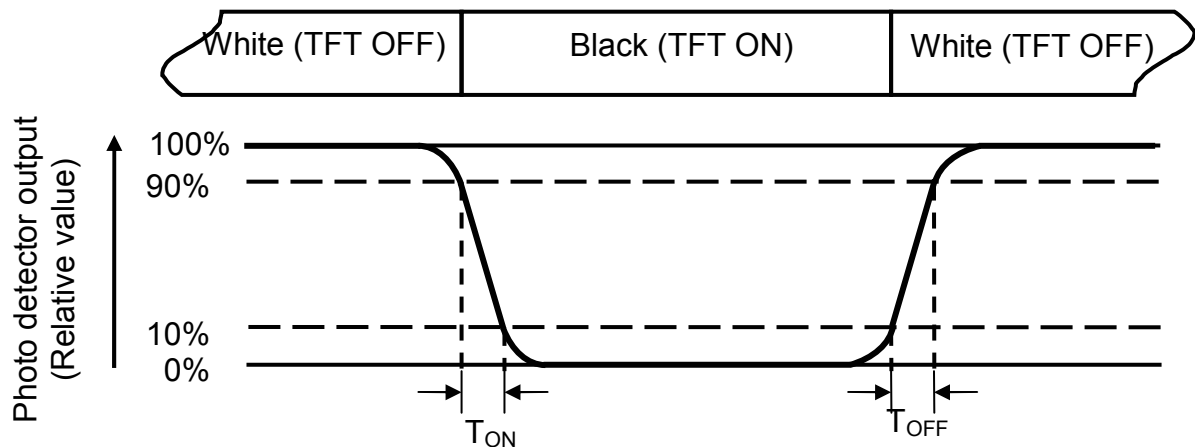 White (TFT OFF)
Black (TFT ON)
White (TFT OFF)
Photo detector output
(Relative value)
100%
90%
10%
0%
TON
TOFF